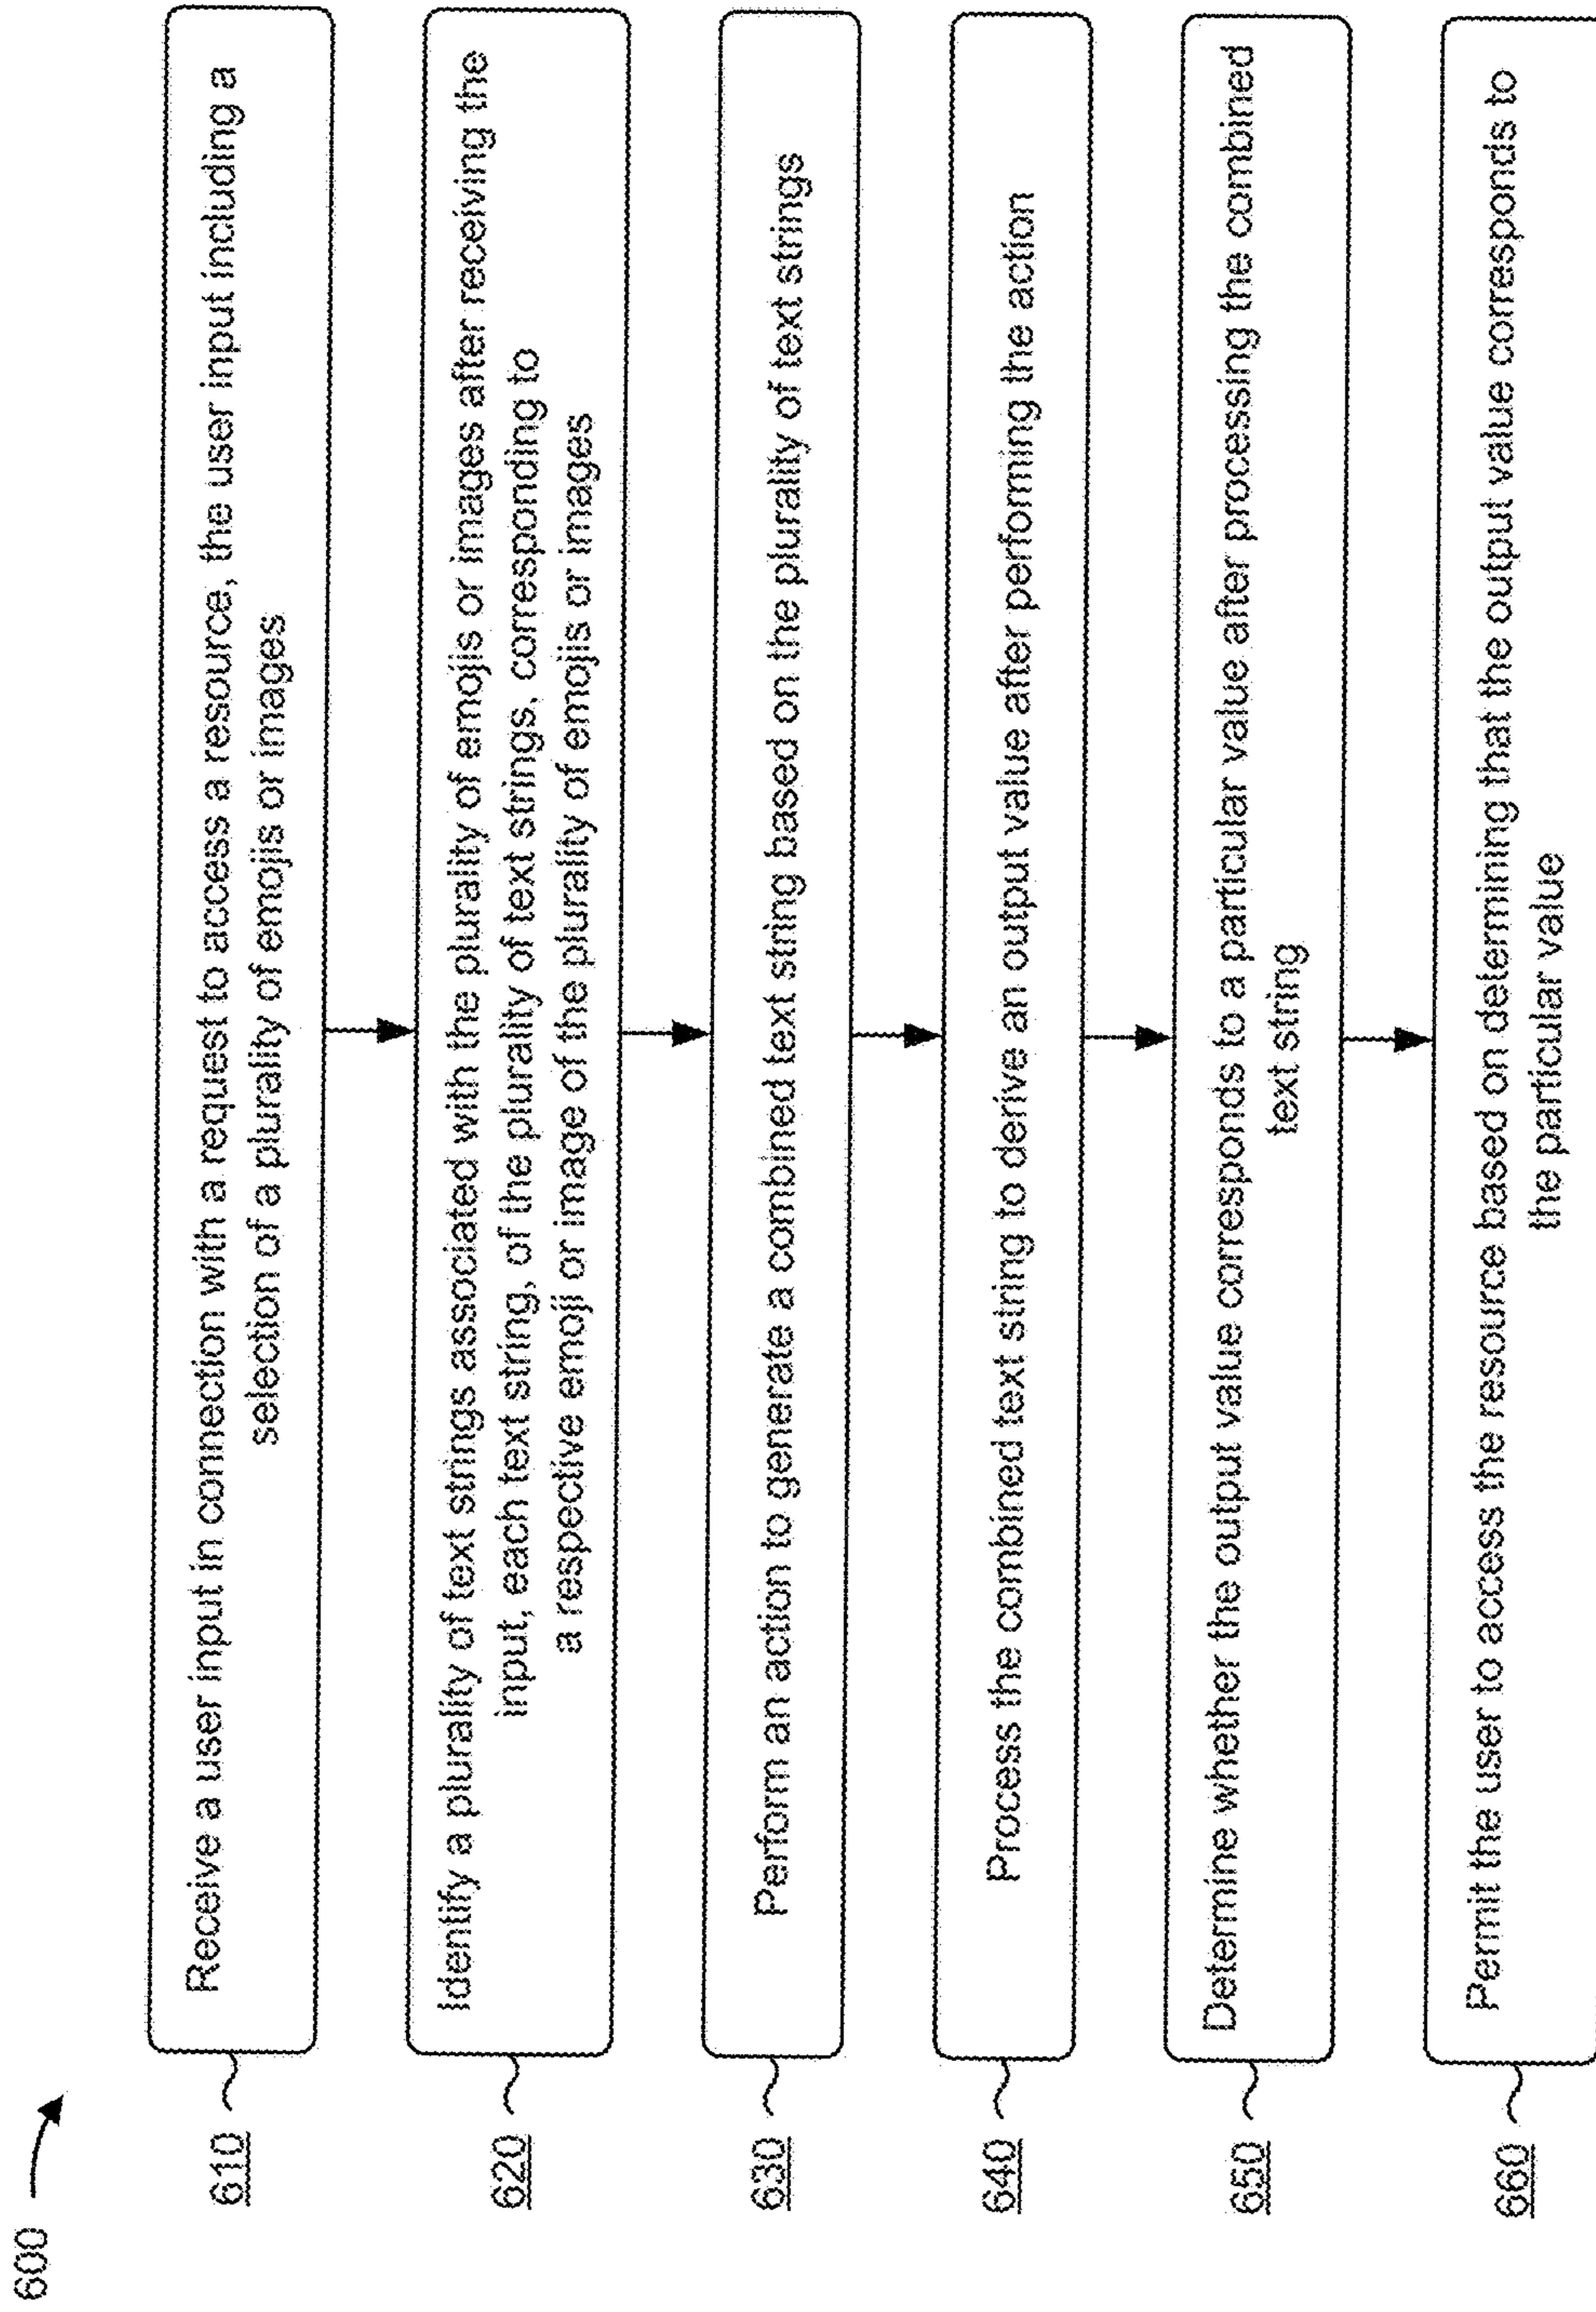 600
610
Receive a user input in connection with a request to access a resource, the user input including a
selection of a plurality of emojis or images
620
Identify a plurality of text strings associated with the plurality of emojis or images after receiving the
input, each text string, of the plurality of text strings, corresponding to
a respective emoji or image of the plurality of emojis or images
630
Perform an action to generate a combined text string based on the plurality of text strings
640
Process the combined text string to derive an output value after performing the action
650
Determine whether the output value corresponds to a particular value after processing the combined
text string
660
Permit the user to access the resource based on determining that the output value corresponds to
the particular value